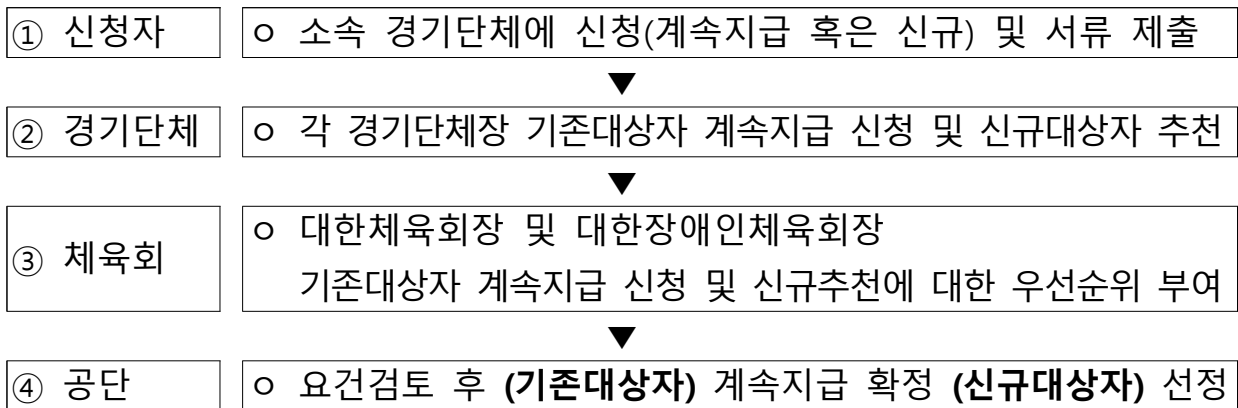 ① 신청자
ㅇ 소속 경기단체에 신청(계속지급 혹은 신규) 및 서류 제출
▼
② 경기단체
ㅇ 각 경기단체장 기존대상자 계속지급 신청 및 신규대상자 추천
▼
③ 체육회
ㅇ 대한체육회장 및 대한장애인체육회장
기존대상자 계속지급 신청 및 신규추천에 대한 우선순위 부여
▼
④ 공단
ㅇ 요건검토 후 (기존대상자) 계속지급 확정 (신규대상자) 선정